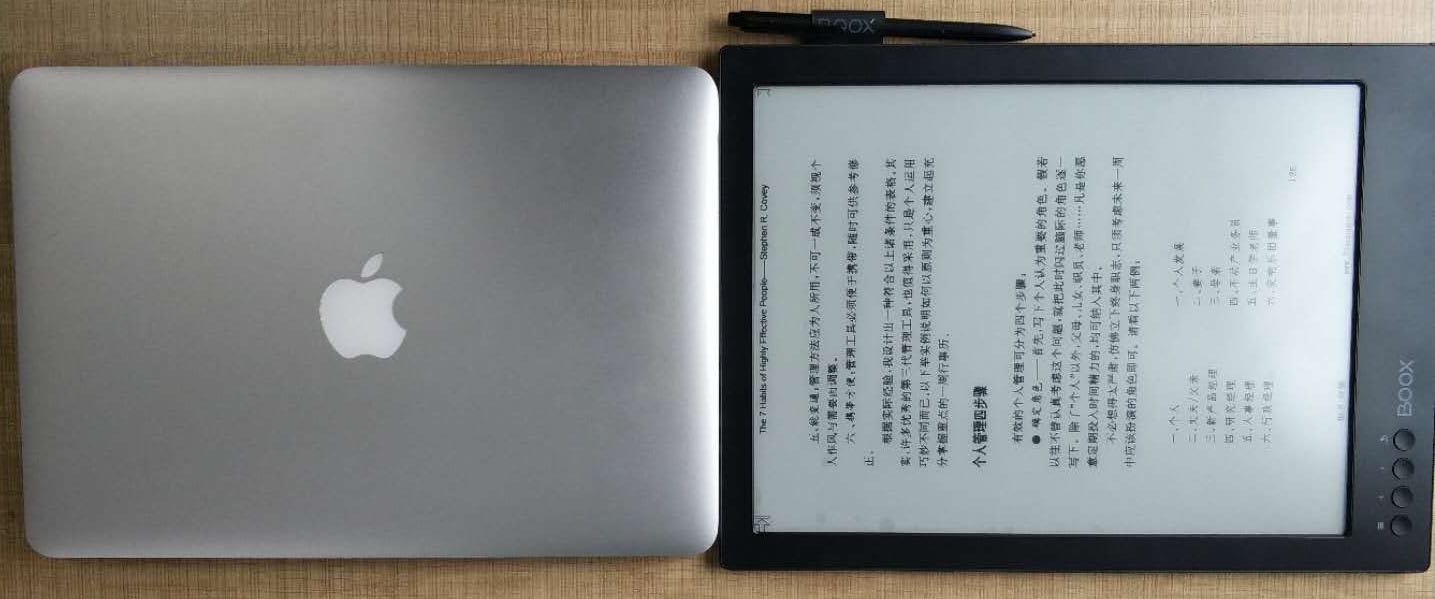 BOOX
The 7 Habits of Highly Effective People——Stephen R. Covey
五、能变通:管理方法应为人所用,不可一成不变,须视个
人作风与需要而调整。
六、携带方便:管理工具必须便于携带,随时可供参考修
正。
根据实际经验,我设计出一种符合以上诸条件的表格,其
实,许多优秀的第三代管理工具,也值得采用,只是个人运用
巧妙不同而已,以下举实例说明如何以原则为重心,建立起充
分掌握重点的一周行事历.
个人管理四步骤
有效的个人管理可分为四个步骤:
●确定角色——首先,写下个人认为重要的角色。假若
以往不曾认真考虑这个问题,就把此时闪过脑际的角色逐一
写下。除了“个人”以外,父母、儿女、职员、老师……凡是你愿
意定期投入时间精力的,均可纳入其中。
不必想得太严肃,仿佛立下终身职志,只须考虑未来一周
中应该扮演的角色即可。请看以下两例:
一、个人 一、个人发展
二、丈夫/父亲 二、妻子
三、新产品经理 三、母亲
四、研究经理 四、不动产业务员
五、人事经理 五、主日学老师
六、行政经理 六、交响乐团董事
126
BOOX